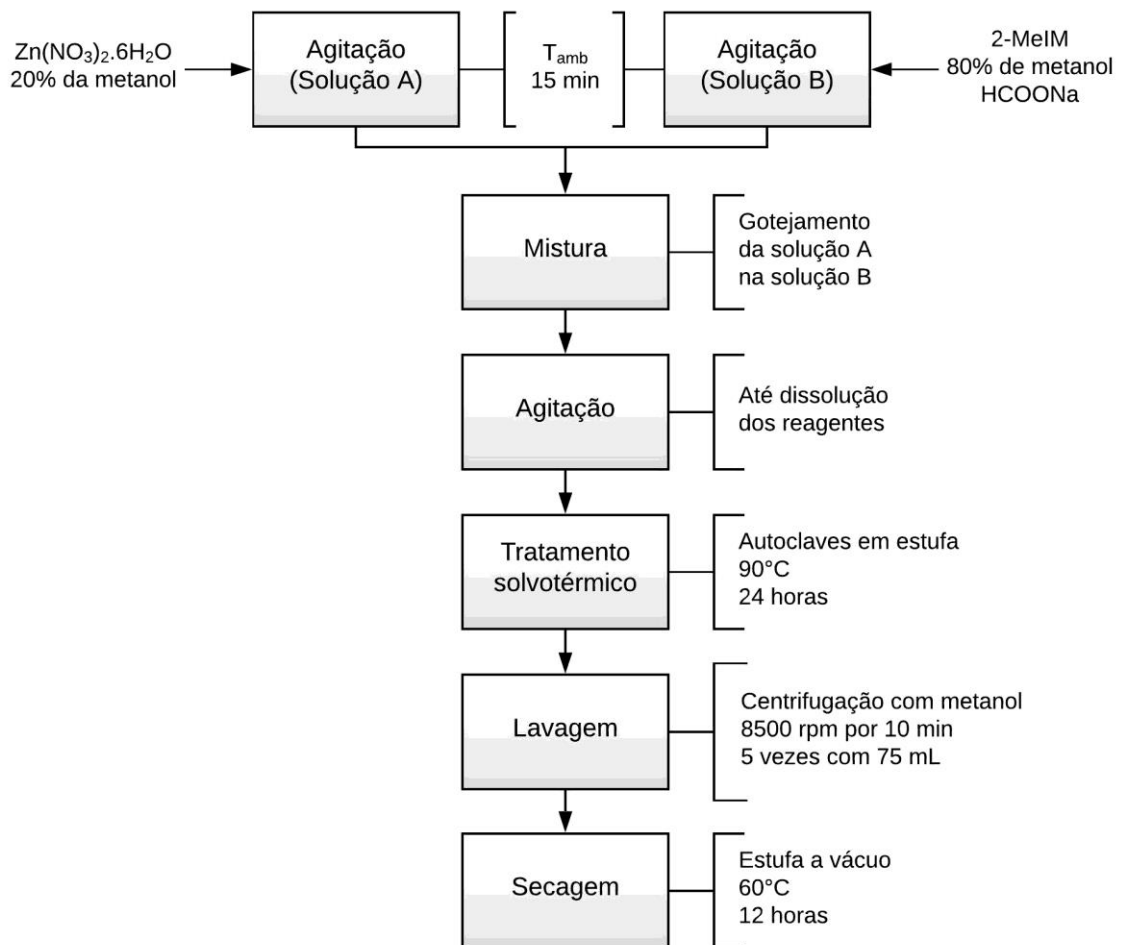 Zn(NO₃)₂.6H₂O
20% da metanol
Agitação
(Solução A)
Tamb
15 min
Agitação
(Solução B)
2-MeIM
80% de metanol
HCOONa
Mistura
Gotejamento
da solução A
na solução B
Agitação
Até dissolução
dos reagentes
Tratamento
solvotérmico
Autoclaves em estufa
90°C
24 horas
Lavagem
Centrifugação com metanol
8500 rpm por 10 min
5 vezes com 75 mL
Secagem
Estufa a vácuo
60°C
12 horas